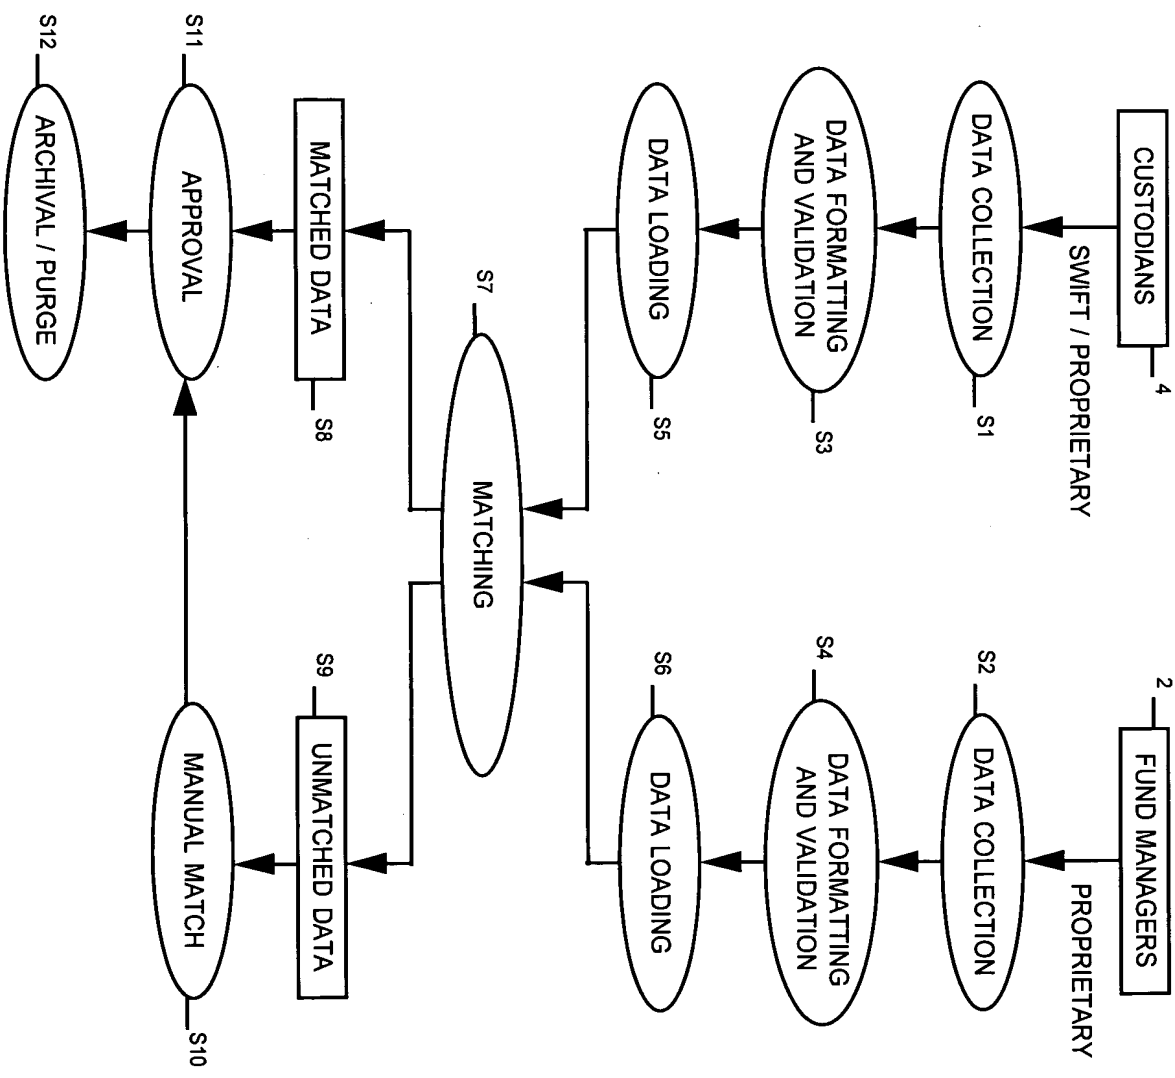 CUSTODIANS
4
SWIFT / PROPRIETARY
DATA COLLECTION
S1
DATA FORMATTING
AND VALIDATION
S3
DATA LOADING
S5
2
FUND MANAGERS
PROPRIETARY
S2
DATA COLLECTION
S4
DATA FORMATTING
AND VALIDATION
S6
DATA LOADING
S7
MATCHING
MATCHED DATA
S8
S9
UNMATCHED DATA
S11
APPROVAL
MANUAL MATCH
S10
S12
ARCHIVAL / PURGE